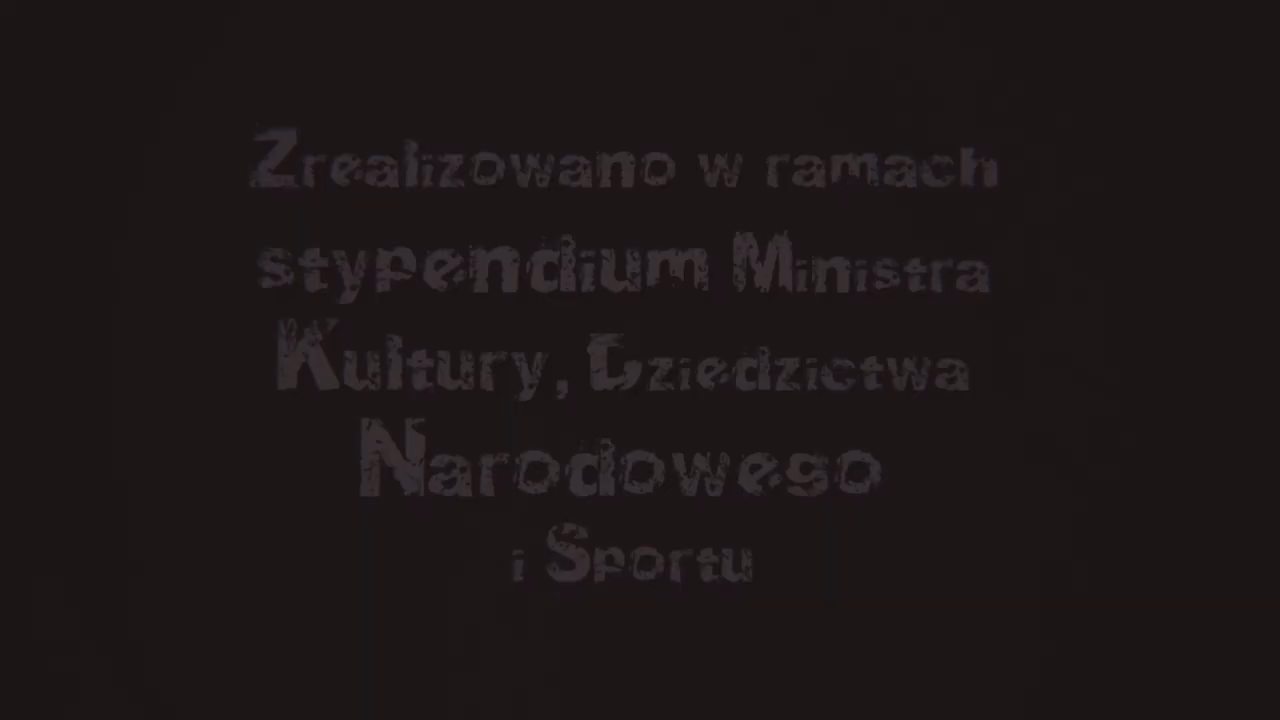 Zrealizowano w ramach
stypendium Ministra
Kultury, Dziedzictwa
Narodowego
i Sportu